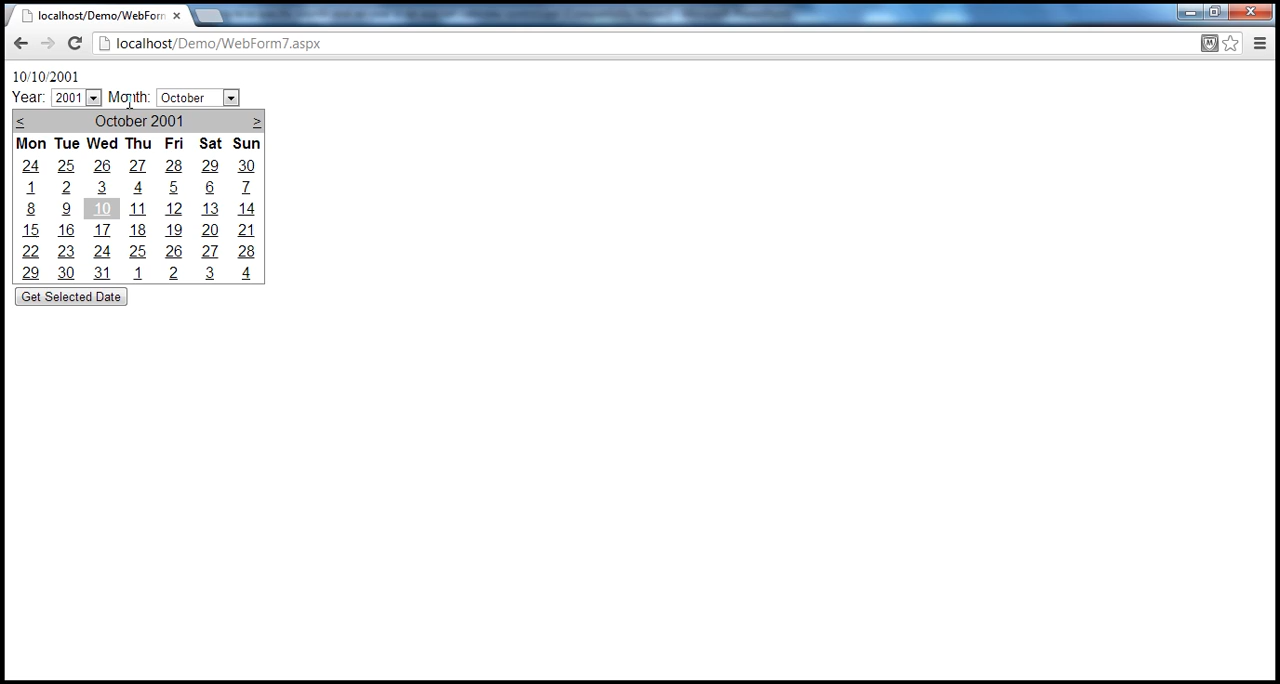 localhost/Demo/WebForn
localhost/Demo/WebForm7.aspx
10/10/2001
Year: 2001 Month: October
< October 2001 >
Mon Tue Wed Thu Fri Sat Sun
24 25 26 27 28 29 30
1 2 3 4 5 6 7
8 9 10 11 12 13 14
15 16 17 18 19 20 21
22 23 24 25 26 27 28
29 30 31 1 2 3 4
Get Selected Date